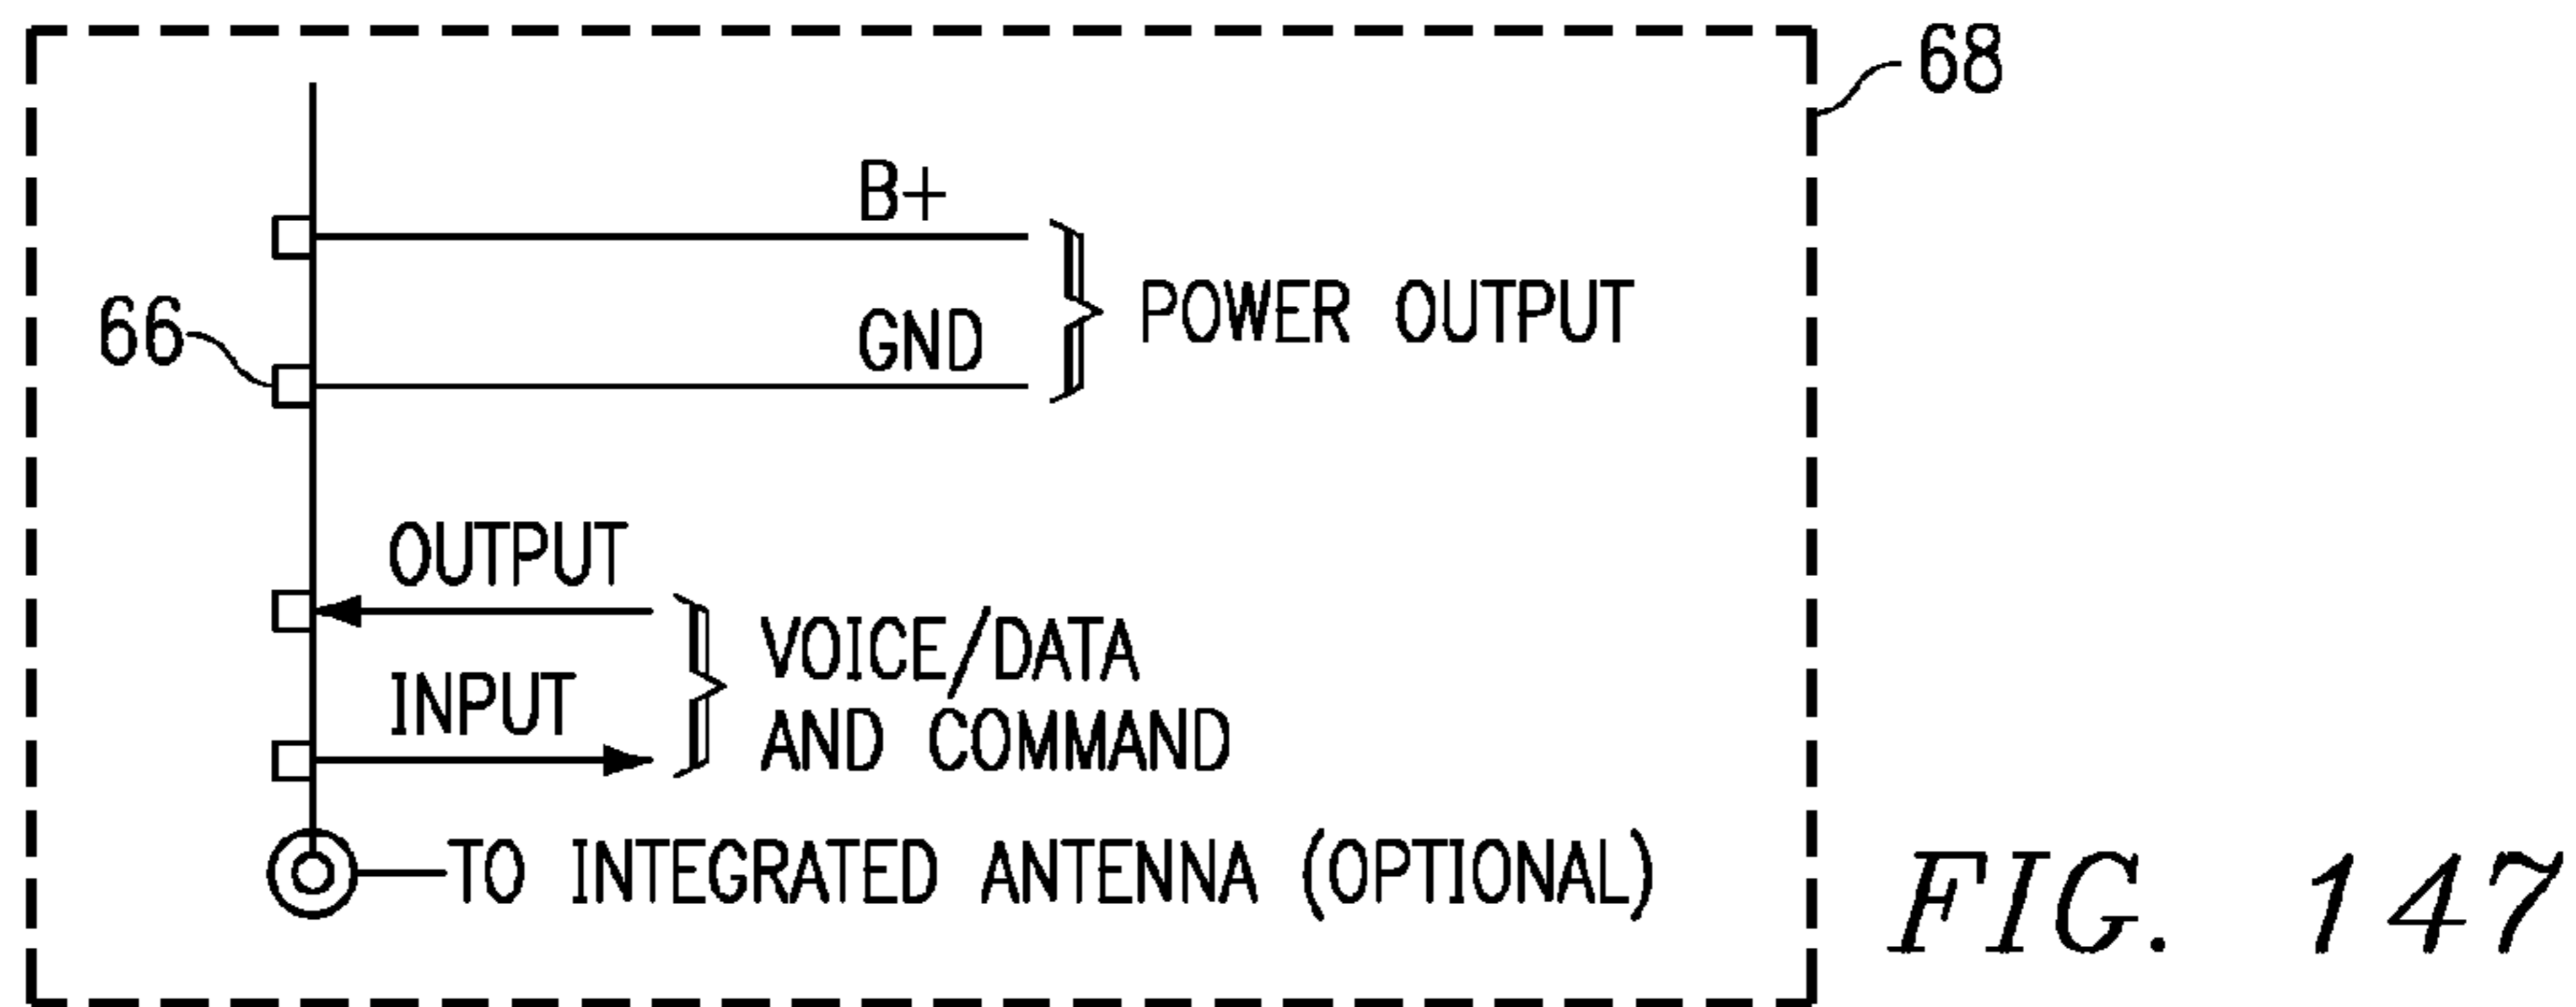 68
B+
POWER OUTPUT
GND
66
OUTPUT
VOICE/DATA
INPUT
AND COMMAND
TO INTEGRATED ANTENNA (OPTIONAL)
FIG. 147